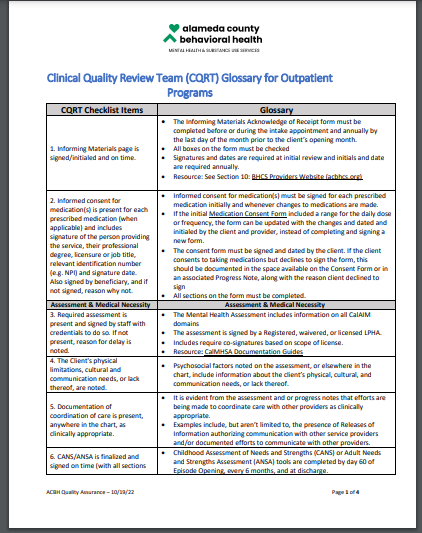 alameda county
behavioral health
MENTAL HEALTH & SUBSTANCE USE SERVICES
Clinical Quality Review Team (CQRT) Glossary for Outpatient
Programs
CQRT Checklist Items
Glossary
1. Informing Materials page is
signed/initialed and on time.
• The Informing Materials Acknowledge of Receipt form must be
completed before or during the intake appointment and annually by
the last day of the month prior to the client's opening month.
• All boxes on the form must be checked
• Signatures and dates are required at initial review and initials and date
are required annually.
• Resource: See Section 10: BHCS Providers Website (acbhcs.org)
2. Informed consent for
medication(s) is present for each
prescribed medication (when
applicable) and includes
signature of the person providing
the service, their professional
degree, licensure or job title,
relevant identification number
(e.g. NPI) and signature date.
Also signed by beneficiary, and if
not signed, reason why not.
• Informed consent for medication(s) must be signed for each prescribed
medication initially and whenever changes to medications are made.
• If the initial Medication Consent Form included a range for the daily dose
or frequency, the form can be updated with the changes and dated and
initialed by the client and provider, instead of completing and signing a
new form.
• The consent form must be signed and dated by the client. If the client
consents to taking medications but declines to sign the form, this
should be documented in the space available on the Consent Form or in
an associated Progress Note, along with the reason client declined to
sign
• All sections on the form must be completed.
Assessment & Medical Necessity
Assessment & Medical Necessity
3. Required assessment is
present and signed by staff with
credentials to do so. If not
present, reason for delay is
noted.
• The Mental Health Assessment includes information on all CalAIM
domains
• The assessment is signed by a Registered, waivered, or licensed LPHA.
• Includes require co-signatures based on scope of license.
• Resource: CalMHSA Documentation Guides
4. The Client's physical
limitations, cultural and
communication needs, or lack
thereof, are noted.
• Psychosocial factors noted on the assessment, or elsewhere in the
chart, include information about the client's physical, cultural, and
communication needs, or lack thereof.
5. Documentation of
coordination of care is present,
anywhere in the chart, as
clinically appropriate.
• It is evident from the assessment and or progress notes that efforts are
being made to coordinate care with other providers as clinically
appropriate.
• Examples include, but aren't limited to, the presence of Releases of
Information authorizing communication with other service providers
and/or documented efforts to communicate with other providers.
6. CANS/ANSA is finalized and
signed on time (with all sections
• Childhood Assessment of Needs and Strengths (CANS) or Adult Needs
and Strengths Assessment (ANSA) tools are completed by day 60 of
Episode Opening, every 6 months, and at discharge.
ACBH Quality Assurance – 10/19/22
Page 1 of 4